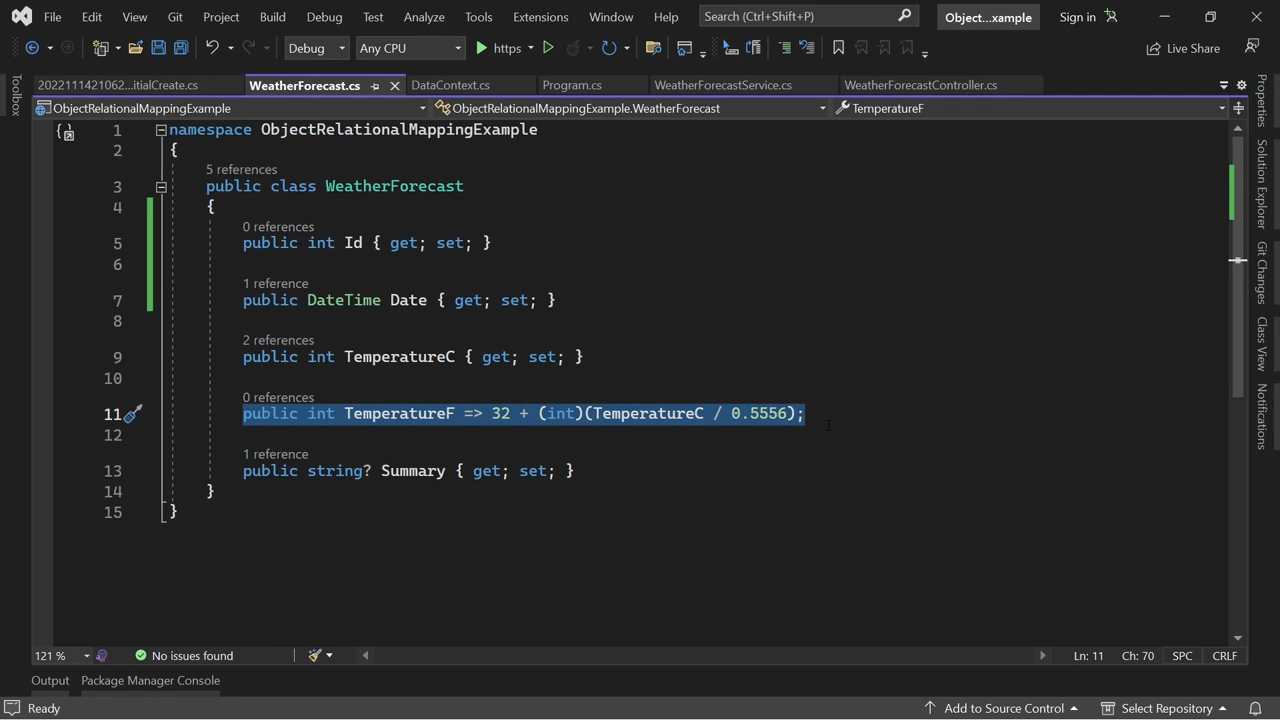 File Edit View Git Project Build Debug Test Analyze Tools Extensions Window Help Search (Ctrl+Shift+P) Object...xample Sign in
Debug Any CPU https Live Share
2022111421062...itialCreate.cs WeatherForecast.cs DataContext.cs Program.cs WeatherForecastService.cs WeatherForecastController.cs
ObjectRelationalMappingExample ObjectRelationalMappingExample.WeatherForecast TemperatureF
1 namespace ObjectRelationalMappingExample
2 {
5 references
3 public class WeatherForecast
4 {
0 references
5 public int Id { get; set; }
6
1 reference
7 public DateTime Date { get; set; }
8
2 references
9 public int TemperatureC { get; set; }
10
0 references
11 public int TemperatureF => 32 + (int)(TemperatureC / 0.5556);
12
1 reference
13 public string? Summary { get; set; }
14 }
15 }
Toolbox
Properties
Solution Explorer
Git Changes
Class View
Notifications
121 % No issues found Ln: 11 Ch: 70 SPC CRLF
Output Package Manager Console
Ready Add to Source Control Select Repository